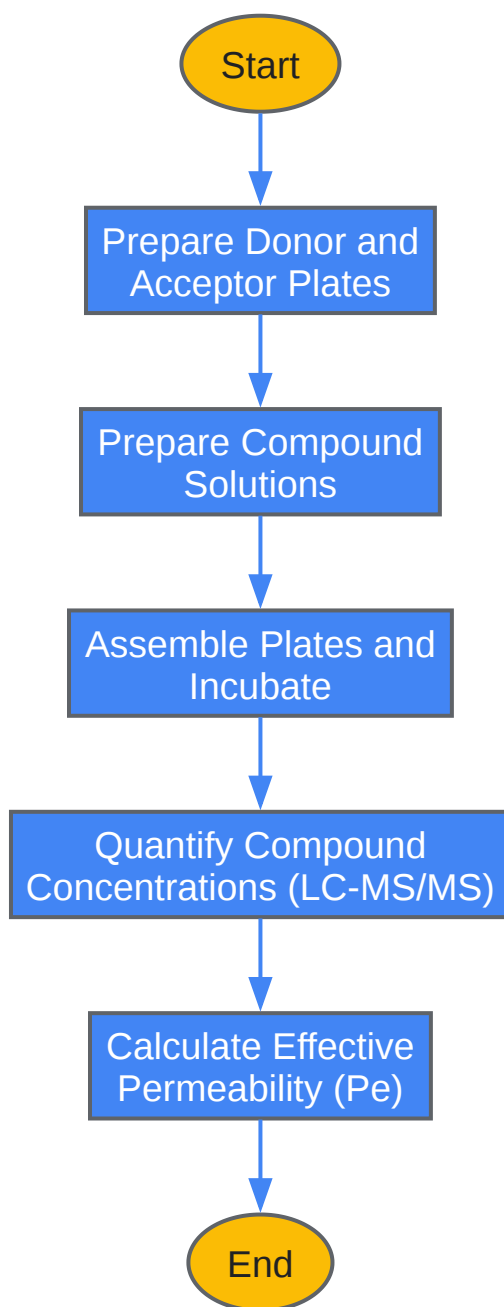 Start
Prepare Donor and
Acceptor Plates
Prepare Compound
Solutions
Assemble Plates and
Incubate
Quantify Compound
Concentrations (LC-MS/MS)
Calculate Effective
Permeability (Pe)
End